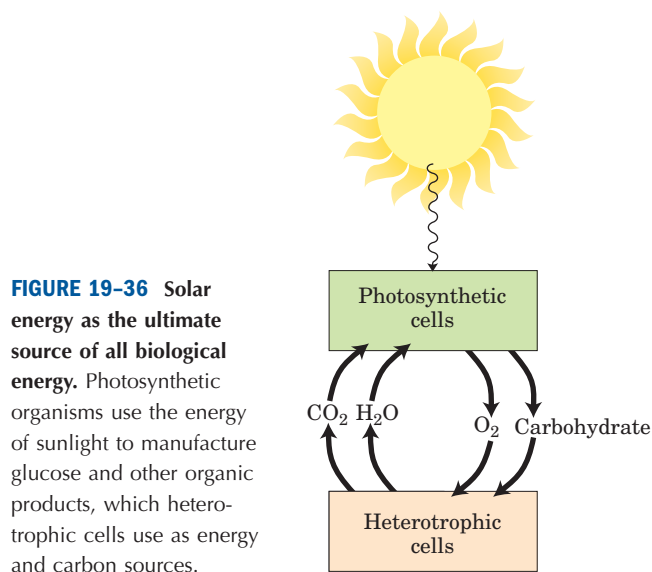 FIGURE 19–36 Solar
energy as the ultimate
source of all biological
energy. Photosynthetic
organisms use the energy
of sunlight to manufacture
glucose and other organic
products, which hetero-
trophic cells use as energy
and carbon sources.
Photosynthetic
cells
CO₂ H₂O O₂ Carbohydrate
Heterotrophic
cells